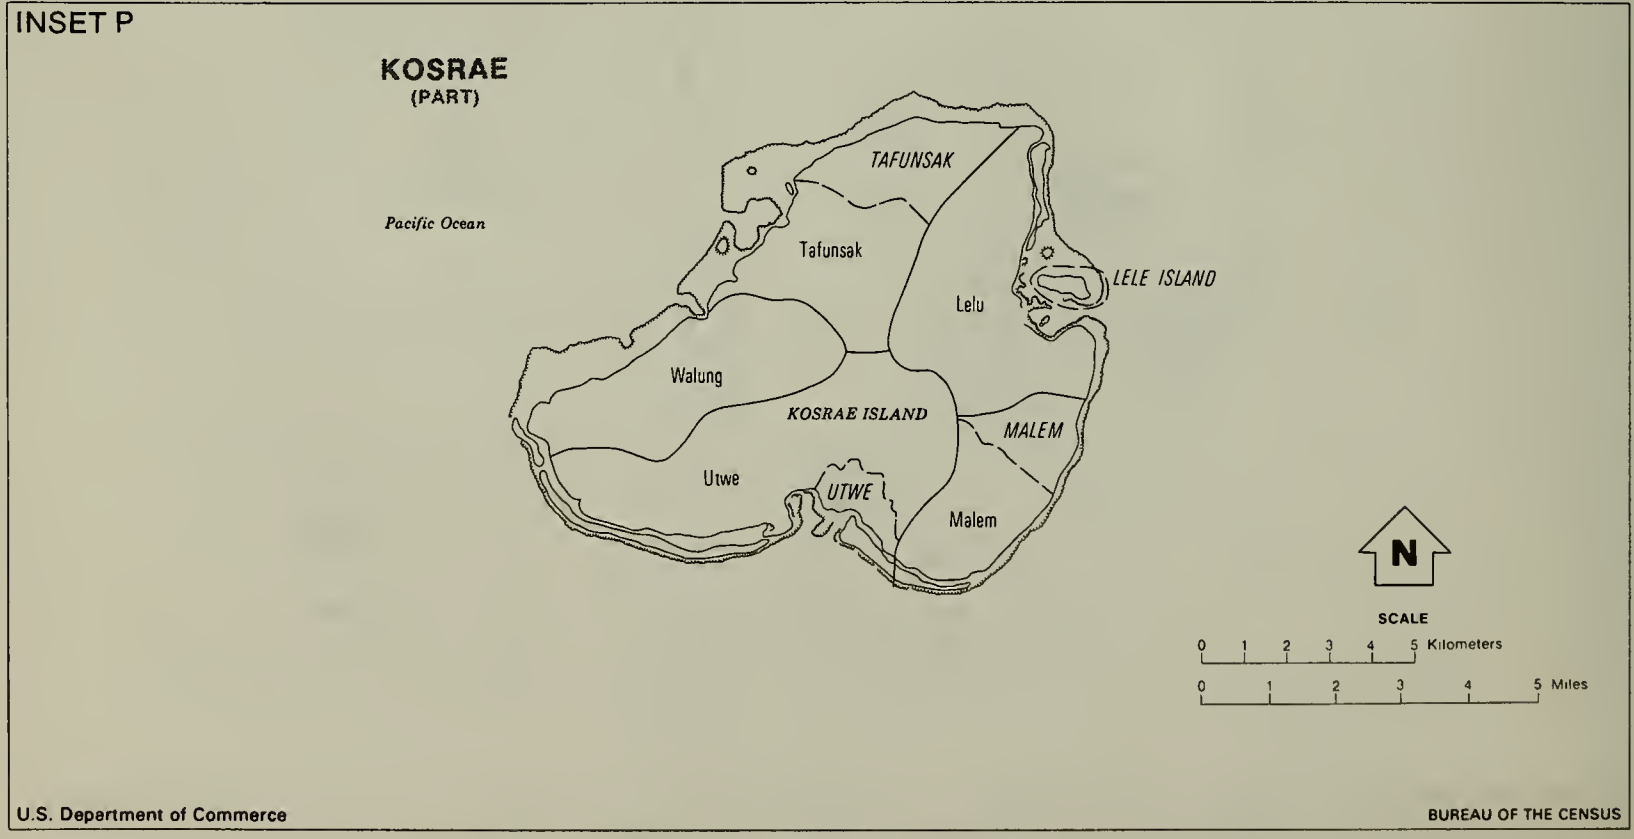 INSET P
KOSRAE
(PART)
TAFUNSAK
Pacific Ocean
Tafunsak
LELE ISLAND
Lelu
Walung
KOSRAE ISLAND
MALEM
Utwe
UTWE
Malem
N
SCALE
0 1 2 3 4 5 Kilometers
0 1 2 3 4 5 Miles
U.S. Department of Commerce
BUREAU OF THE CENSUS